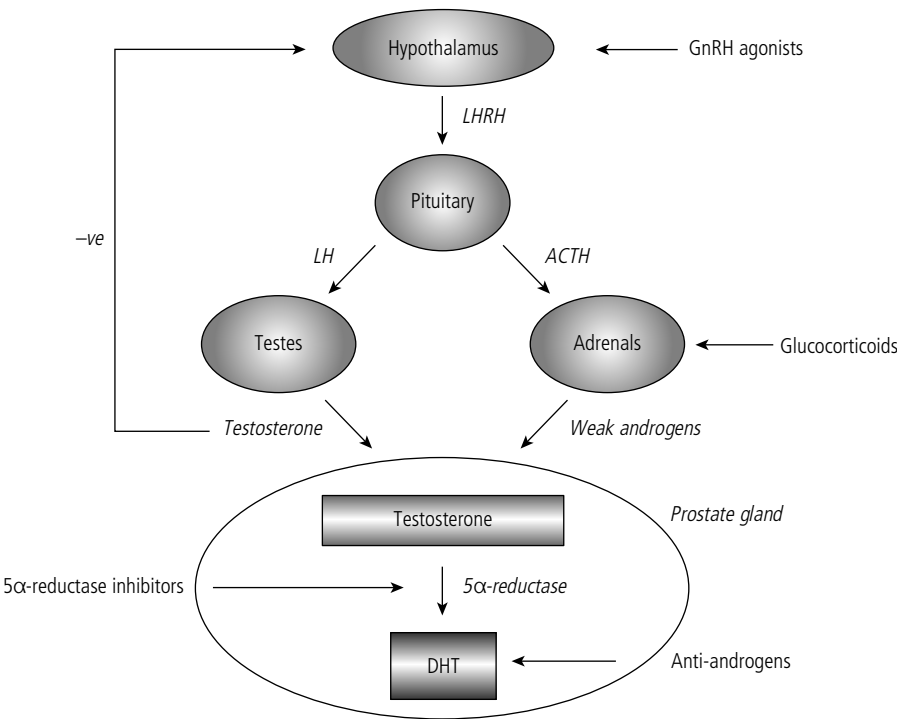 Hypothalamus
GnRH agonists
LHRH
Pituitary
–ve
LH
ACTH
Testes
Adrenals
Glucocorticoids
Testosterone
Weak androgens
Testosterone
Prostate gland
5α-reductase inhibitors
5α-reductase
DHT
Anti-androgens